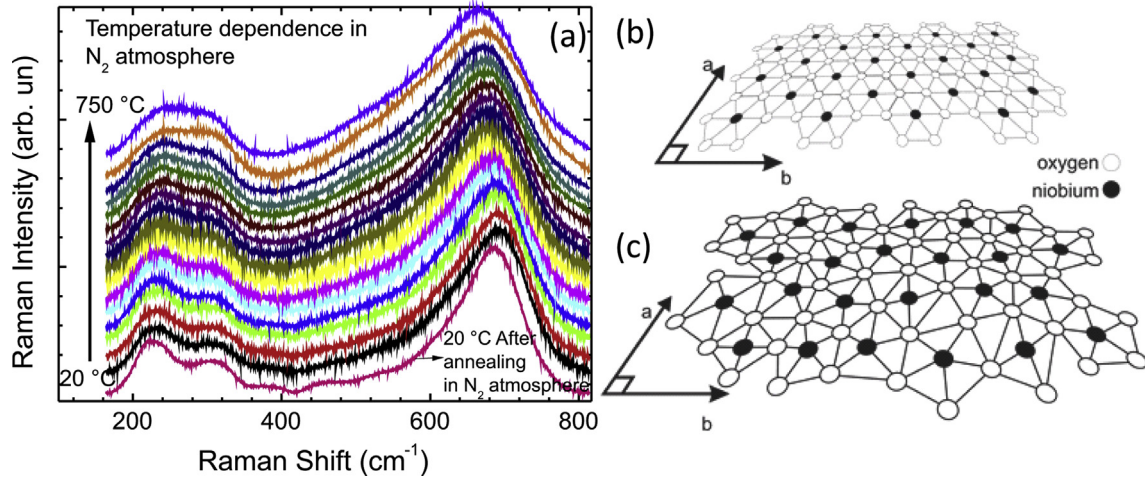 Temperature dependence in
N₂ atmosphere
(a)
750 °C
20 °C
20 °C After
annealing
in N₂ atmosphere
Raman Intensity (arb. un)
200
400
600
800
Raman Shift (cm⁻¹)
(b)
a
b
oxygen
niobium
(c)
a
b